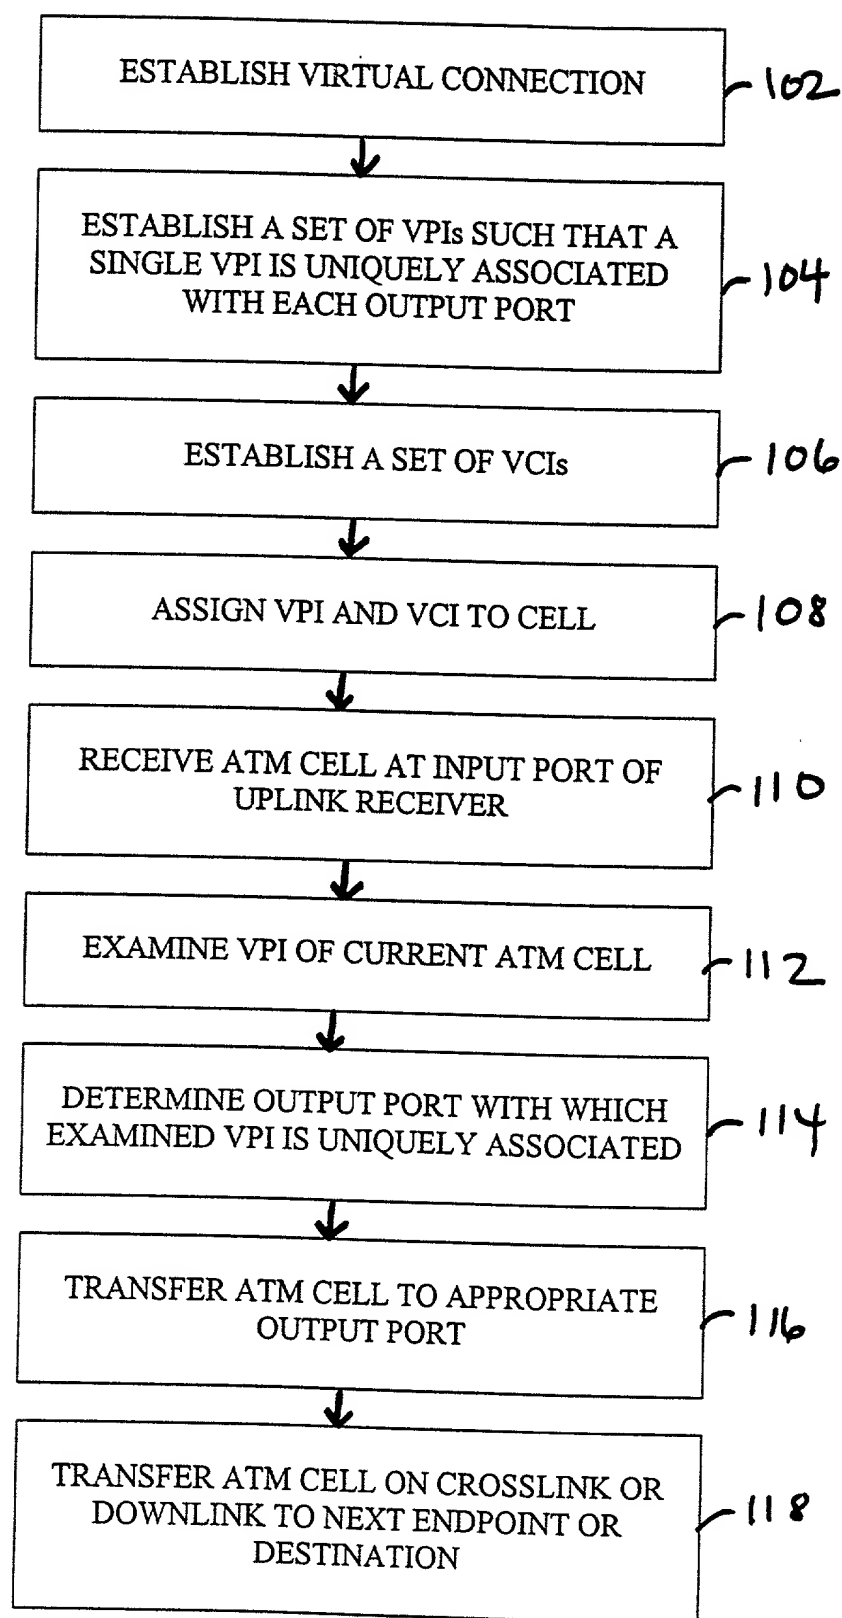 ESTABLISH VIRTUAL CONNECTION
102
ESTABLISH A SET OF VPIs SUCH THAT A
SINGLE VPI IS UNIQUELY ASSOCIATED
WITH EACH OUTPUT PORT
104
ESTABLISH A SET OF VCIs
106
ASSIGN VPI AND VCI TO CELL
108
RECEIVE ATM CELL AT INPUT PORT OF
UPLINK RECEIVER
110
EXAMINE VPI OF CURRENT ATM CELL
112
DETERMINE OUTPUT PORT WITH WHICH
EXAMINED VPI IS UNIQUELY ASSOCIATED
114
TRANSFER ATM CELL TO APPROPRIATE
OUTPUT PORT
116
TRANSFER ATM CELL ON CROSSLINK OR
DOWNLINK TO NEXT ENDPOINT OR
DESTINATION
118